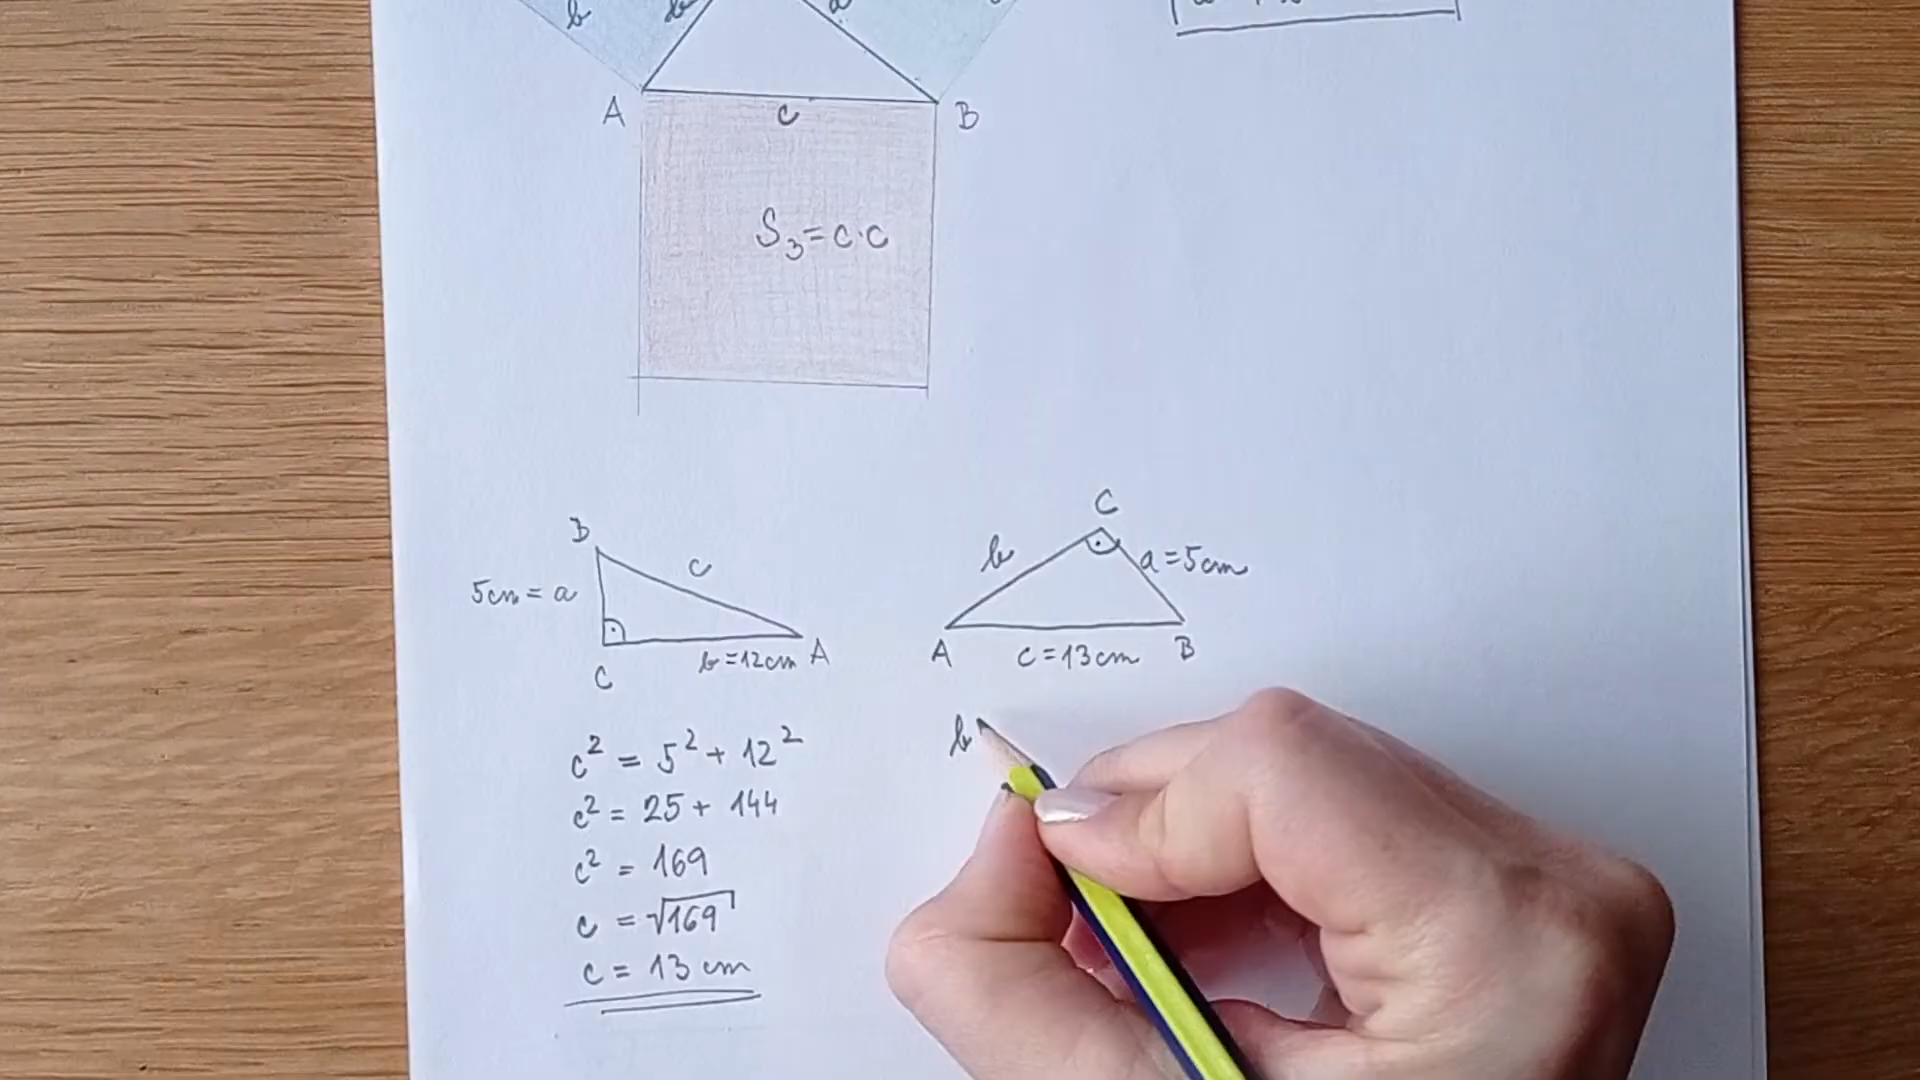 b b a
A c B
S₃ = c·c
B c
5cm = a
C b = 12cm A
C
b a = 5cm
A c = 13cm B
c² = 5² + 12²
c² = 25 + 144
c² = 169
c = √169
c = 13 cm
b